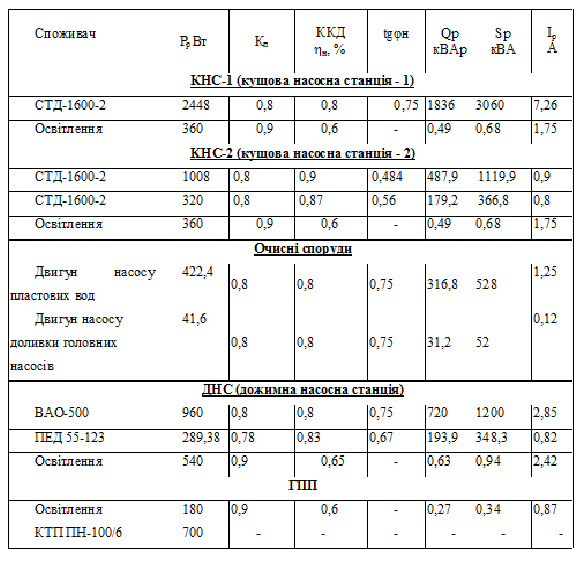 Споживач Рр Вт Кп ККД ηн, % tg φн Qр кВАр Sр кВА Ір А
КНС-1 (кущова насосна станція - 1)
СТД-1600-2 2448 0,8 0,8 0,75 1836 3060 7,26
Освітлення 360 0,9 0,6 - 0,49 0,68 1,75
КНС-2 (кущова насосна станція - 2)
СТД-1600-2 1008 0,8 0,9 0,484 487,9 1119,9 0,9
СТД-1600-2 320 0,8 0,87 0,56 179,2 366,8 0,8
Освітлення 360 0,9 0,6 - 0,49 0,68 1,75
Очисні споруди
Двигун насосу 422,4 1,25
пластових вод 0,8 0,8 0,75 316,8 528
Двигун насосу 41,6 0,12
доливки головних 0,8 0,8 0,75 31,2 52
насосів
ДНС (дожимна насосна станція)
ВАО-500 960 0,8 0,8 0,75 720 1200 2,85
ПЕД 55-123 289,38 0,78 0,83 0,67 193,9 348,3 0,82
Освітлення 540 0,9 0,65 - 0,63 0,94 2,42
ГПП
Освітлення 180 0,9 0,6 - 0,27 0,34 0,87
КТП ПН-100/6 700 - - - - - -